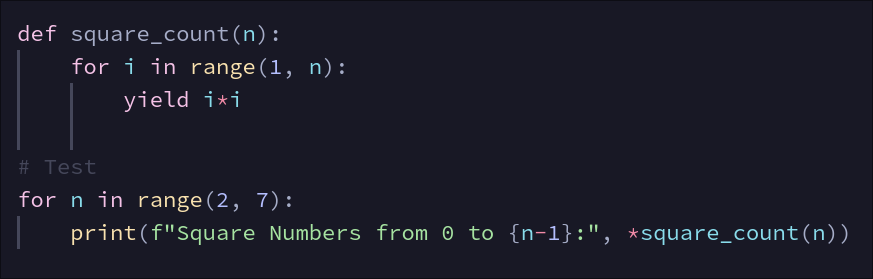 def square_count(n):
    for i in range(1, n):
        yield i*i
# Test
for n in range(2, 7):
    print(f"Square Numbers from 0 to {n-1}:", *square_count(n))